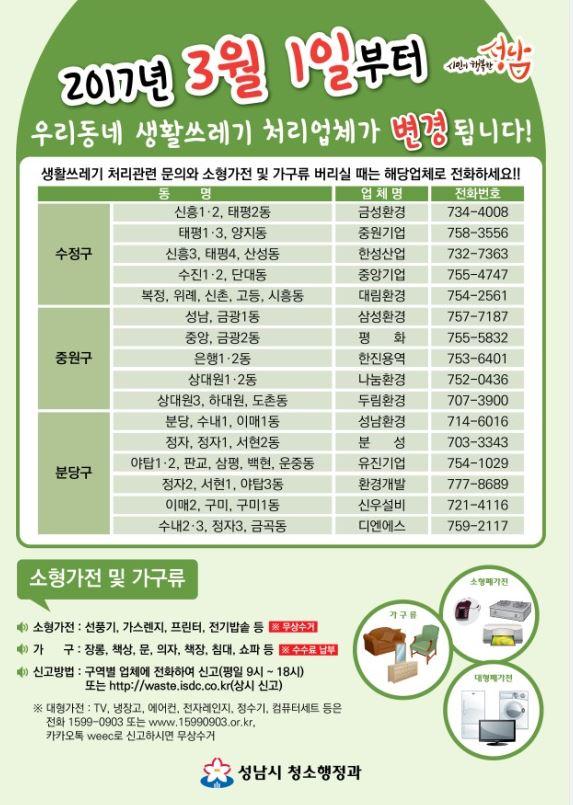 2017년 3월 1일부터
시민이 행복한 성남
우리동네 생활쓰레기 처리업체가 변경 됩니다!
생활쓰레기 처리관련 문의와 소형가전 및 가구류 버리실 때는 해당업체로 전화하세요!!
동 명 업 체 명 전화번호
수정구
신흥1·2, 태평2동 금성환경 734-4008
태평1·3, 양지동 중원기업 758-3556
신흥3, 태평4, 산성동 한성산업 732-7363
수진1·2, 단대동 중앙기업 755-4747
복정, 위례, 신촌, 고등, 시흥동 대림환경 754-2561
중원구
성남, 금광1동 삼성환경 757-7187
중앙, 금광2동 평 화 755-5832
은행1·2동 한진용역 753-6401
상대원1·2동 나눔환경 752-0436
상대원3, 하대원, 도촌동 두림환경 707-3900
분당구
분당, 수내1, 이매1동 성남환경 714-6016
정자, 정자1, 서현2동 분 성 703-3343
야탑1·2, 판교, 삼평, 백현, 운중동 유진기업 754-1029
정자2, 서현1, 야탑3동 환경개발 777-8689
이매2, 구미, 구미1동 신우설비 721-4116
수내2·3, 정자3, 금곡동 디엔에스 759-2117
소형가전 및 가구류
소형가전 : 선풍기, 가스렌지, 프린터, 전기밥솥 등 ※ 무상수거
가 구 : 장롱, 책상, 문, 의자, 책장, 침대, 쇼파 등 ※ 수수료 납부
신고방법 : 구역별 업체에 전화하여 신고(평일 9시 ~ 18시)
또는 http://waste.isdc.co.kr(상시 신고)
※ 대형가전 : TV, 냉장고, 에어컨, 전자레인지, 정수기, 컴퓨터세트 등은
전화 1599-0903 또는 www.15990903.or.kr,
카카오톡 weec로 신고하시면 무상수거
가 구 류
소형폐가전
대형폐가전
성남시 청소행정과